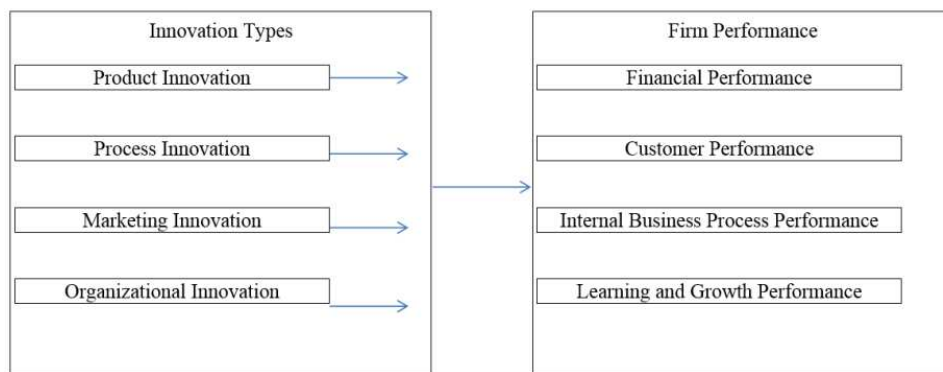 Innovation Types
Product Innovation
Process Innovation
Marketing Innovation
Organizational Innovation
Firm Performance
Financial Performance
Customer Performance
Internal Business Process Performance
Learning and Growth Performance